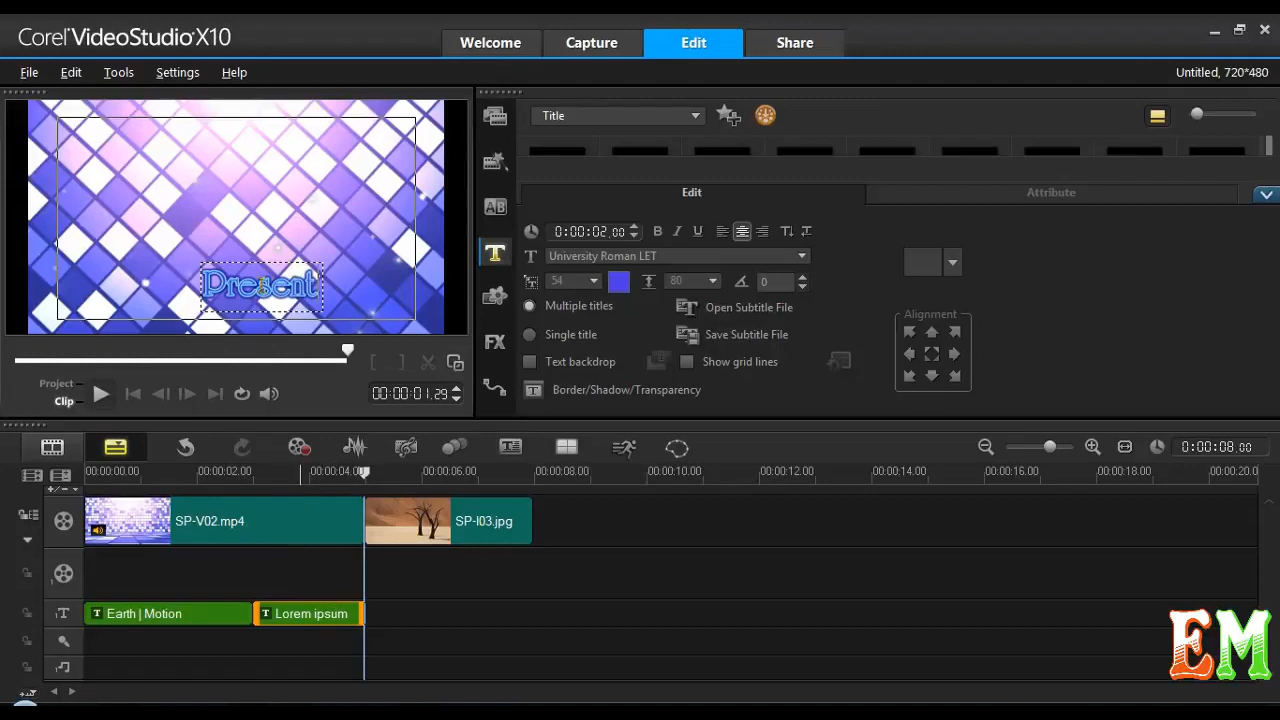 Corel VideoStudio X10
Welcome
Capture
Edit
Share
File
Edit
Tools
Settings
Help
Untitled, 720*480
Present
Project
Clip
00:00:01.29
Title
AB
T
FX
Edit
Attribute
0:00:02.00
B
I
U
University Roman LET
54
80
0
Multiple titles
Open Subtitle File
Single title
Save Subtitle File
Text backdrop
Show grid lines
Border/Shadow/Transparency
Alignment
0:00:08.00
00:00:00.00
00:00:02.00
00:00:04.00
00:00:06.00
00:00:08.00
00:00:10.00
00:00:12.00
00:00:14.00
00:00:16.00
00:00:18.00
00:00:20.0
SP-V02.mp4
SP-I03.jpg
1
1T
T Earth | Motion
T Lorem ipsum
EM